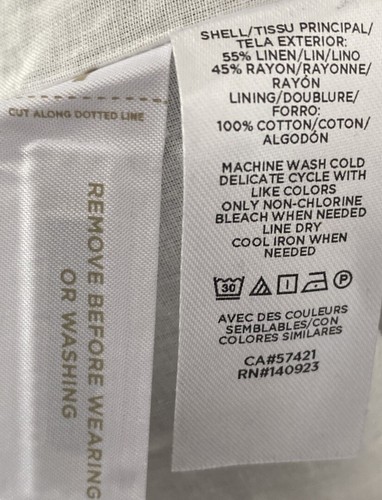 CUT ALONG DOTTED LINE
REMOVE BEFORE WEARING
OR WASHING
SHELL/TISSU PRINCIPAL/
TELA EXTERIOR:
55% LINEN/LIN/LINO
45% RAYON/RAYONNE/
RAYÓN
LINING/DOUBLURE/
FORRO:
100% COTTON/COTON/
ALGODÓN
MACHINE WASH COLD
DELICATE CYCLE WITH
LIKE COLORS
ONLY NON-CHLORINE
BLEACH WHEN NEEDED
LINE DRY
COOL IRON WHEN
NEEDED
30 P
AVEC DES COULEURS
SEMBLABLES/CON
COLORES SIMILARES
CA#57421
RN#140923